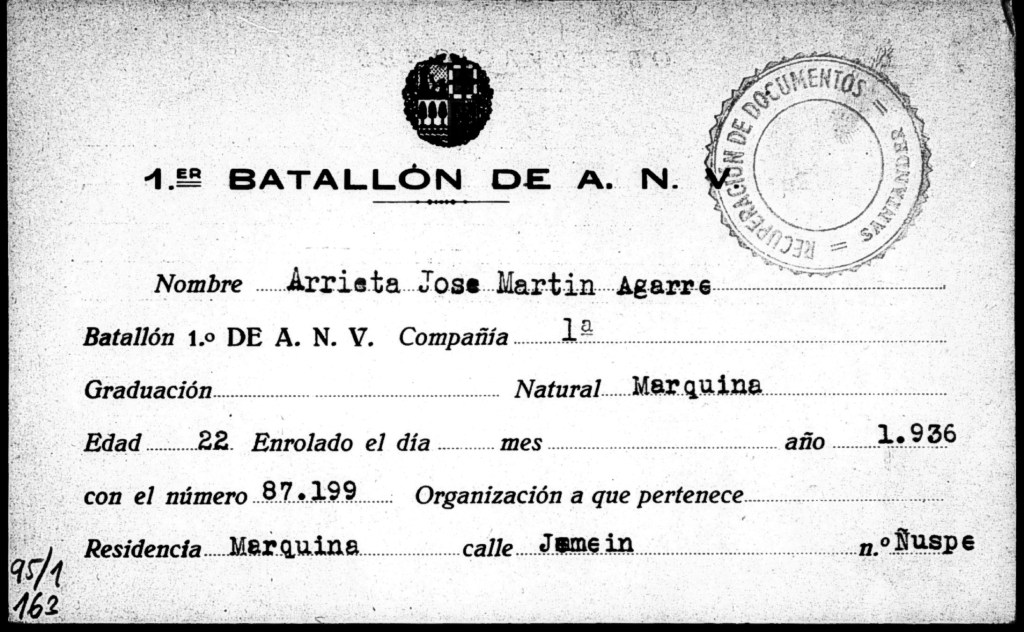 1.ER BATALLÓN DE A. N. V.
RECUPERACIÓN DE DOCUMENTOS = SANTANDER =
Nombre Arrieta Jose Martin Agarre
Batallón 1.º DE A. N. V. Compañía 1ª
Graduación Natural Marquina
Edad 22 Enrolado el día mes año 1.936
con el número 87.199 Organización a que pertenece
Residencia Marquina calle Jemein n.º Ñuspe
95/1
163